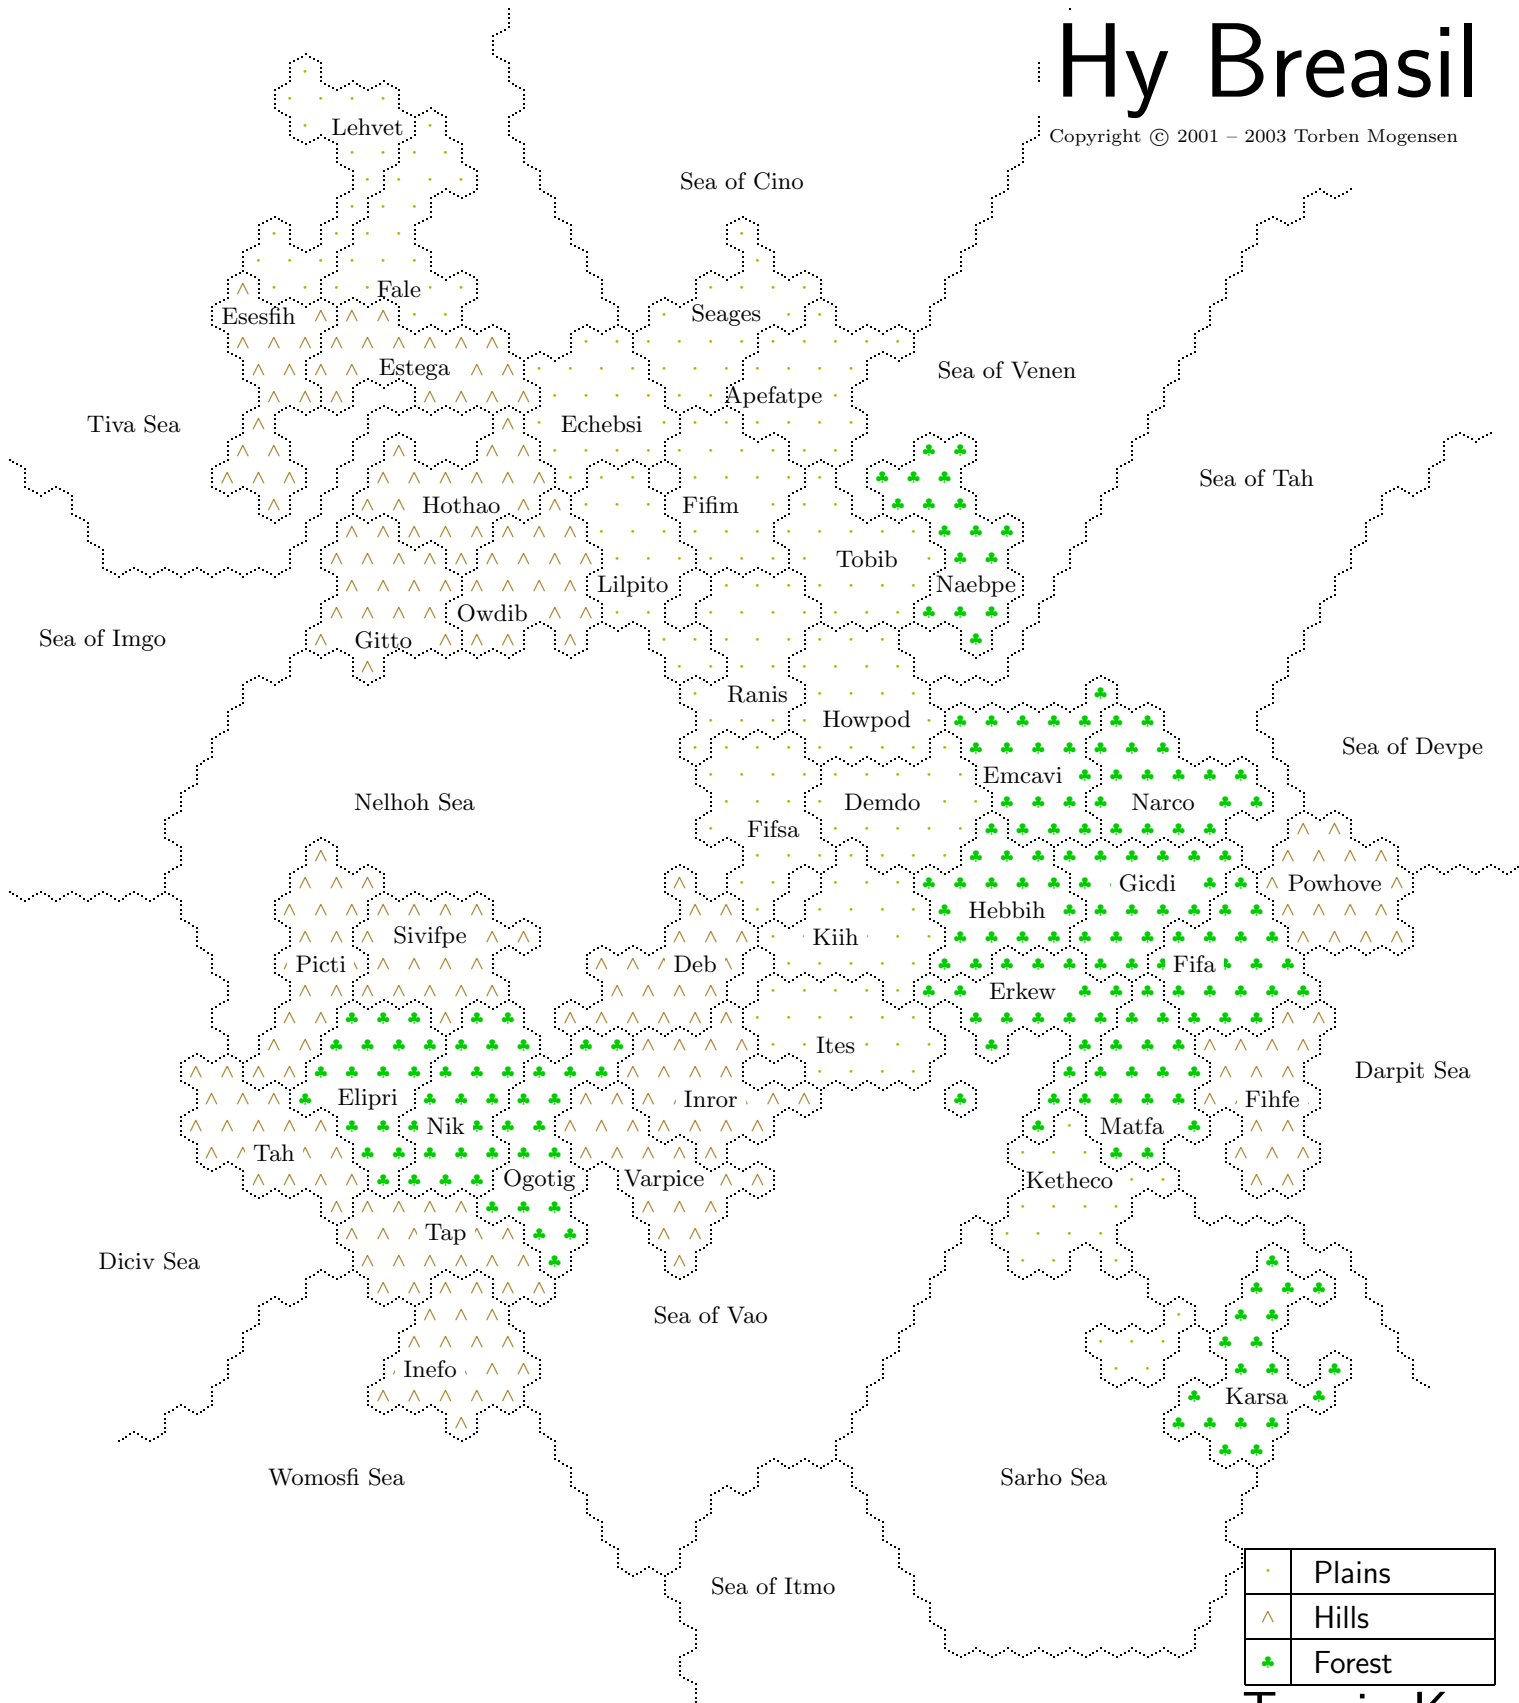 Hy Breasil
Copyright © 2001 – 2003 Torben Mogensen
Lehvet
Sea of Cino
Fale
Esesfih
Seages
Estega
Sea of Venen
Apefatpe
Tiva Sea
Echebsi
Sea of Tah
Hothao
Fifim
Tobib
Lilpito
Naebpe
Owdib
Sea of Imgo
Gitto
Ranis
Howpod
Sea of Devpe
Emcavi
Nelhoh Sea
Demdo
Narco
Fifsa
Gicdi
Powhove
Hebbih
Sivifpe
Kiih
Picti
Deb
Fifa
Erkew
Ites
Darpit Sea
Elipri
Inror
Fihfe
Nik
Matfa
Tah
Ogotig
Varpice
Ketheco
Tap
Diciv Sea
Sea of Vao
Inefo
Karsa
Womosfi Sea
Sarho Sea
Sea of Itmo
Plains
Hills
Forest